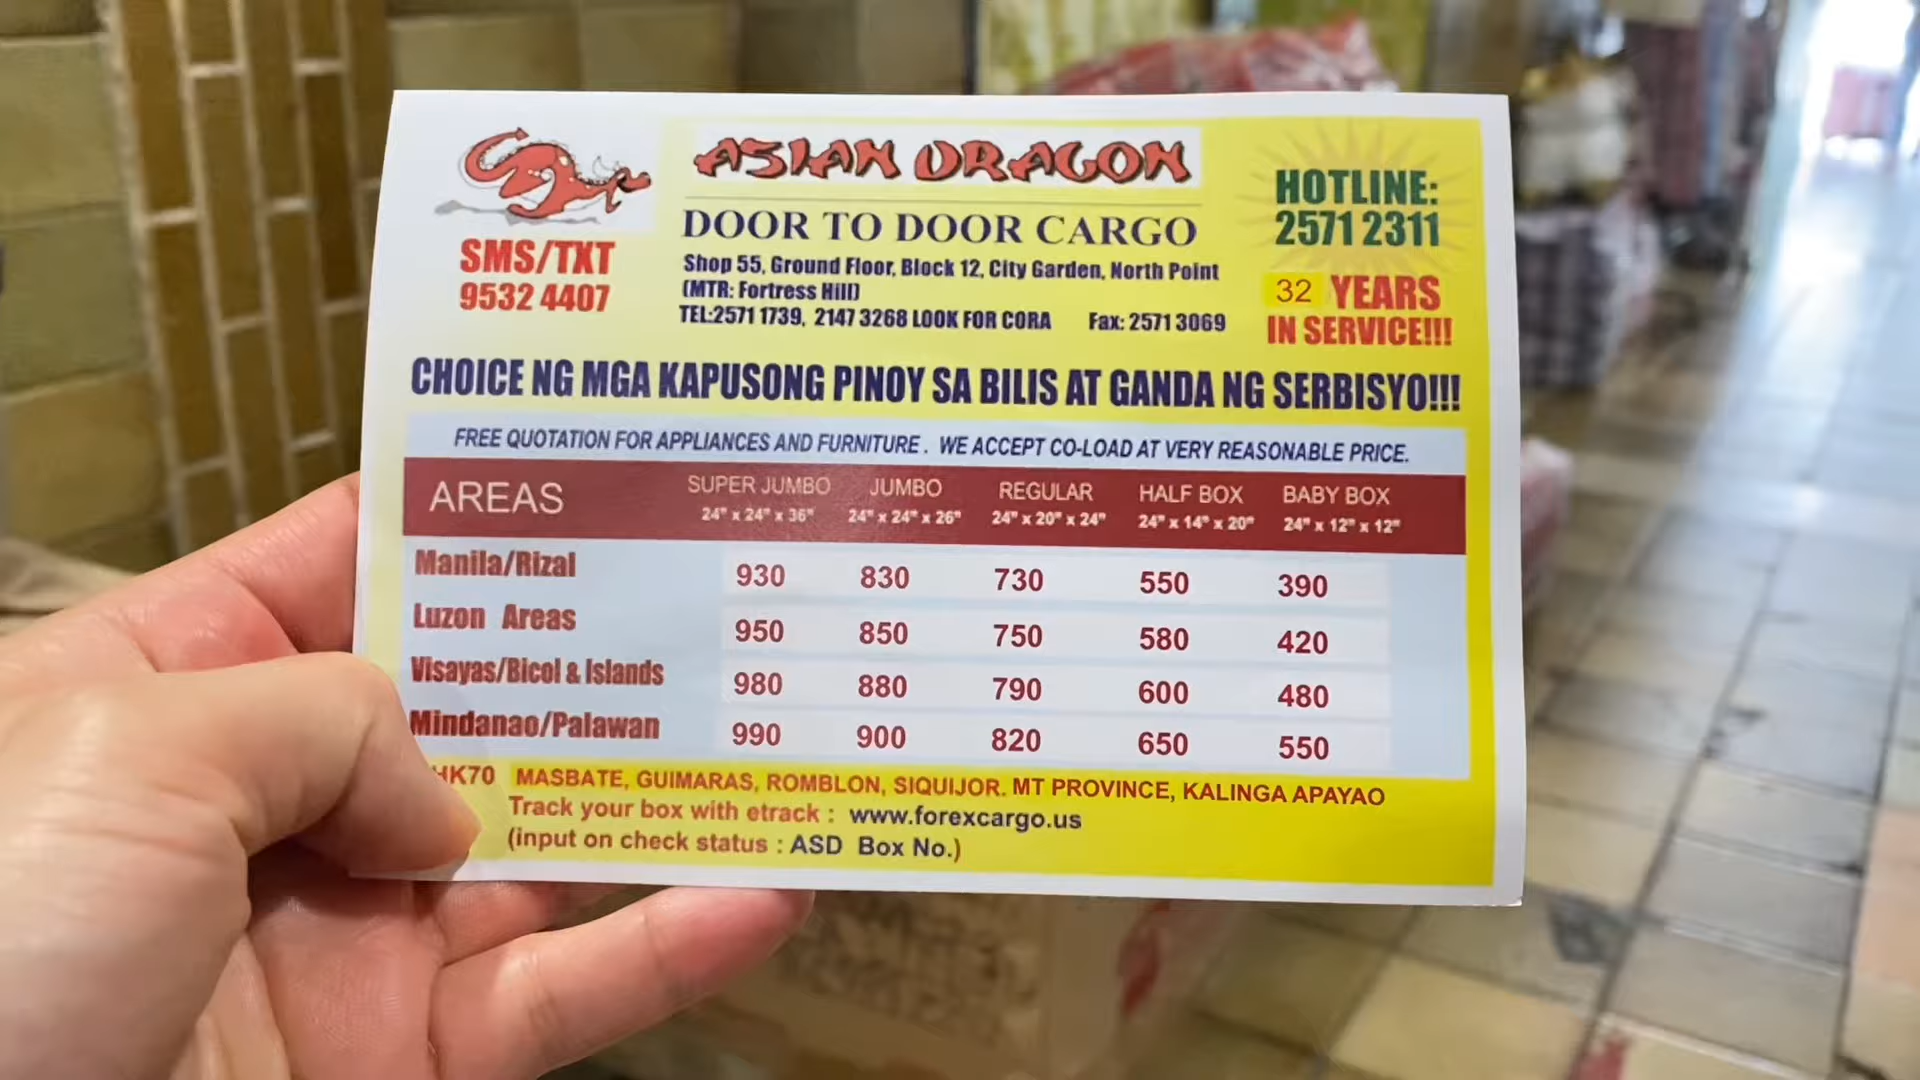 ASIAN DRAGON
DOOR TO DOOR CARGO
Shop 55, Ground Floor, Block 12, City Garden, North Point
(MTR: Fortress Hill)
TEL:2571 1739, 2147 3268 LOOK FOR CORA Fax: 2571 3069
SMS/TXT
9532 4407
HOTLINE:
2571 2311
32 YEARS
IN SERVICE!!!
CHOICE NG MGA KAPUSONG PINOY SA BILIS AT GANDA NG SERBISYO!!!
FREE QUOTATION FOR APPLIANCES AND FURNITURE. WE ACCEPT CO-LOAD AT VERY REASONABLE PRICE.
AREAS SUPER JUMBO JUMBO REGULAR HALF BOX BABY BOX
24" x 24" x 36" 24" x 24" x 26" 24" x 20" x 24" 24" x 14" x 20" 24" x 12" x 12"
Manila/Rizal 930 830 730 550 390
Luzon Areas 950 850 750 580 420
Visayas/Bicol & Islands 980 880 790 600 480
Mindanao/Palawan 990 900 820 650 550
HK70 MASBATE, GUIMARAS, ROMBLON, SIQUIJOR. MT PROVINCE, KALINGA APAYAO
Track your box with etrack : www.forexcargo.us
(input on check status : ASD Box No.)